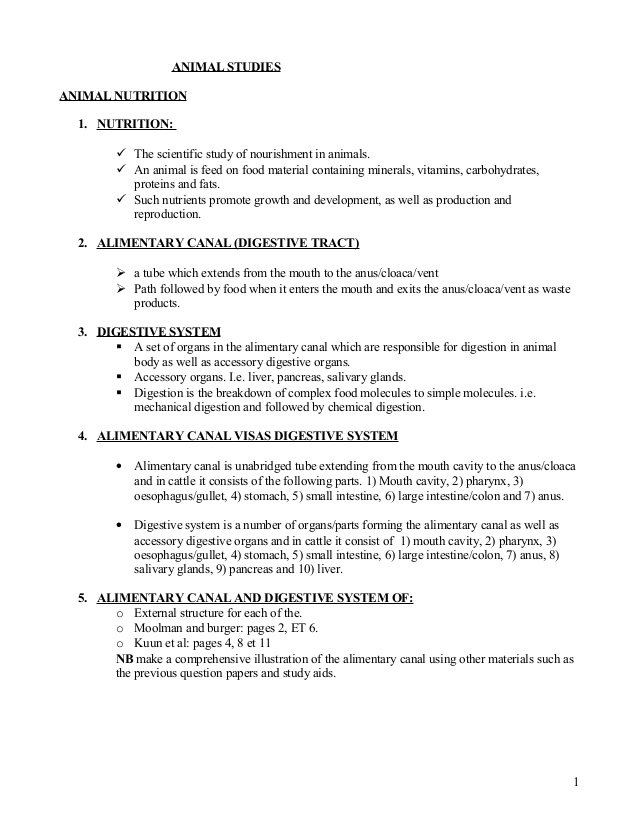 ANIMAL STUDIES
ANIMAL NUTRITION
1. NUTRITION:
✓ The scientific study of nourishment in animals.
✓ An animal is feed on food material containing minerals, vitamins, carbohydrates,
proteins and fats.
✓ Such nutrients promote growth and development, as well as production and
reproduction.
2. ALIMENTARY CANAL (DIGESTIVE TRACT)
➢ a tube which extends from the mouth to the anus/cloaca/vent
➢ Path followed by food when it enters the mouth and exits the anus/cloaca/vent as waste
products.
3. DIGESTIVE SYSTEM
▪ A set of organs in the alimentary canal which are responsible for digestion in animal
body as well as accessory digestive organs.
▪ Accessory organs. I.e. liver, pancreas, salivary glands.
▪ Digestion is the breakdown of complex food molecules to simple molecules. i.e.
mechanical digestion and followed by chemical digestion.
4. ALIMENTARY CANAL VISAS DIGESTIVE SYSTEM
• Alimentary canal is unabridged tube extending from the mouth cavity to the anus/cloaca
and in cattle it consists of the following parts. 1) Mouth cavity, 2) pharynx, 3)
oesophagus/gullet, 4) stomach, 5) small intestine, 6) large intestine/colon and 7) anus.
• Digestive system is a number of organs/parts forming the alimentary canal as well as
accessory digestive organs and in cattle it consist of 1) mouth cavity, 2) pharynx, 3)
oesophagus/gullet, 4) stomach, 5) small intestine, 6) large intestine/colon, 7) anus, 8)
salivary glands, 9) pancreas and 10) liver.
5. ALIMENTARY CANAL AND DIGESTIVE SYSTEM OF:
o External structure for each of the.
o Moolman and burger: pages 2, ET 6.
o Kuun et al: pages 4, 8 et 11
NB make a comprehensive illustration of the alimentary canal using other materials such as
the previous question papers and study aids.
1